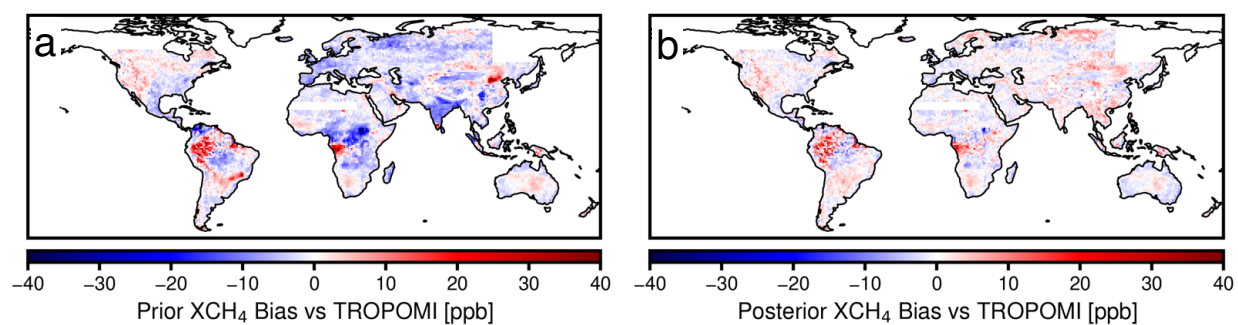 a
b
−40 −30 −20 −10 0 10 20 30 40
−40 −30 −20 −10 0 10 20 30 40
Prior XCH₄ Bias vs TROPOMI [ppb]
Posterior XCH₄ Bias vs TROPOMI [ppb]